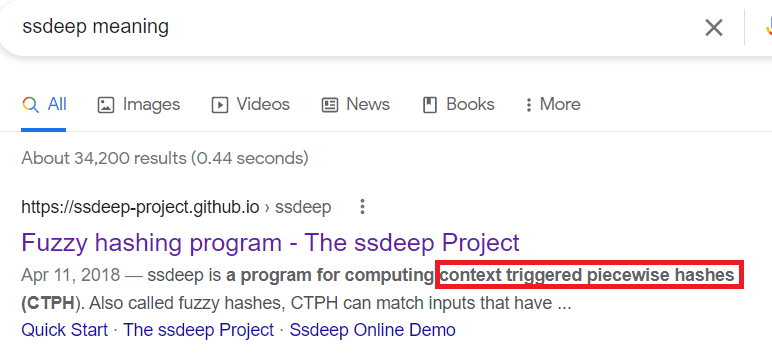 ssdeep meaning
All Images Videos News Books More
About 34,200 results (0.44 seconds)
https://ssdeep-project.github.io › ssdeep
Fuzzy hashing program - The ssdeep Project
Apr 11, 2018 — ssdeep is a program for computing context triggered piecewise hashes
(CTPH). Also called fuzzy hashes, CTPH can match inputs that have ...
Quick Start · The ssdeep Project · Ssdeep Online Demo